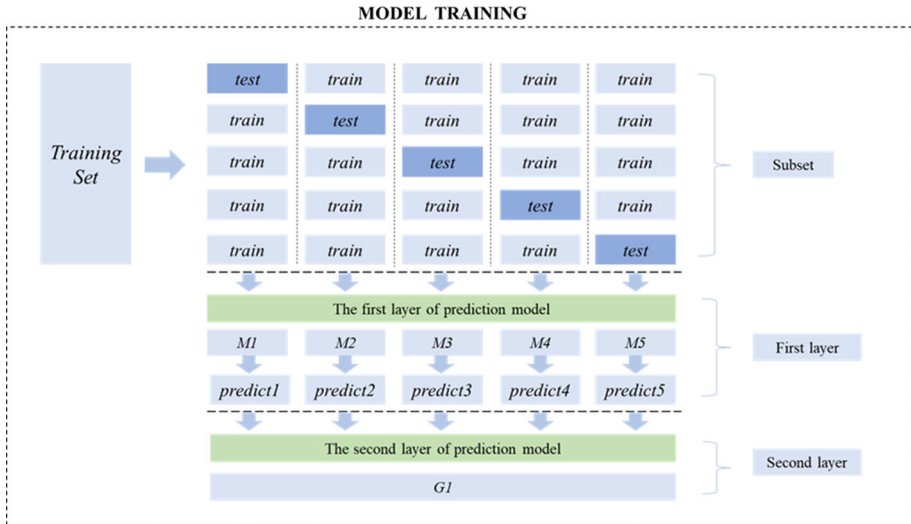 MODEL TRAINING
Training
Set
test train train train train
train test train train train
train train test train train
train train train test train
train train train train test
Subset
The first layer of prediction model
M1 M2 M3 M4 M5
predict1 predict2 predict3 predict4 predict5
First layer
The second layer of prediction model
G1
Second layer